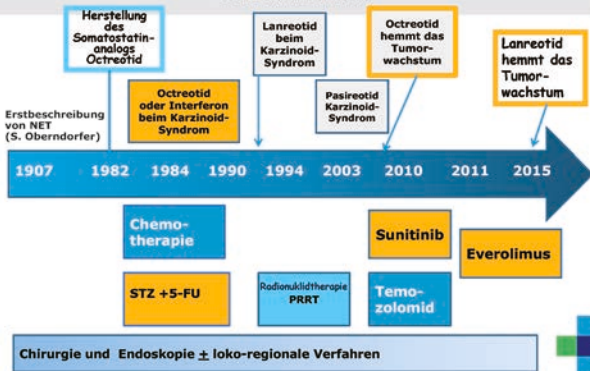 Herstellung
des
Somatostatin-
analogs
Octreotid
Lanreotid
beim
Karzinoid-
Syndrom
Octreotid
hemmt das
Tumor-
wachstum
Lanreotid
hemmt das
Tumor-
wachstum
Octreotid
oder Interferon
beim Karzinoid-
Syndrom
Pasireotid
Karzinoid-
Syndrom
Erstbeschreibung
von NET
(S. Oberndorfer)
1907 1982 1984 1990 1994 2003 2010 2011 2015
Chemo-
therapie
Sunitinib
Everolimus
STZ +5-FU
Radionuklidtherapie
PRRT
Temo-
zolomid
Chirurgie und Endoskopie ± loko-regionale Verfahren